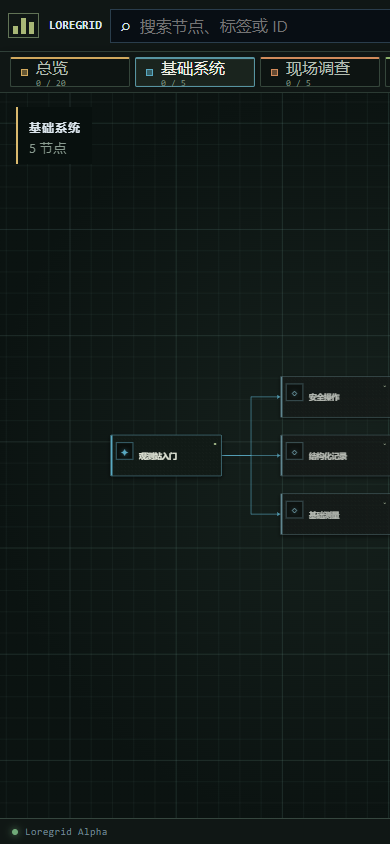 LOREGRID
搜索节点、标签或 ID
总览
0 / 20
基础系统
0 / 5
现场调查
0 / 5
基础系统
5 节点
安全操作
观测站入门
结构化记录
基础测量
Loregrid Alpha